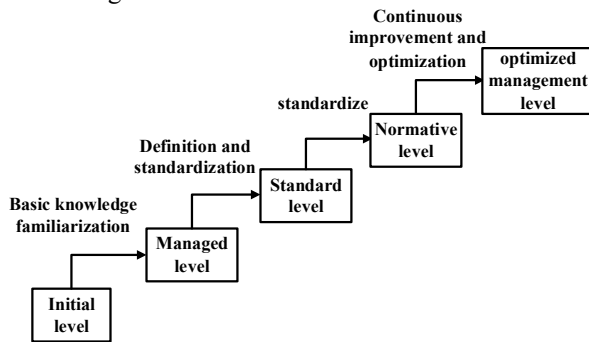 Continuous
improvement and
optimization
optimized
management
level
standardize
Normative
level
Definition and
standardization
Standard
level
Basic knowledge
familiarization
Managed
level
Initial
level